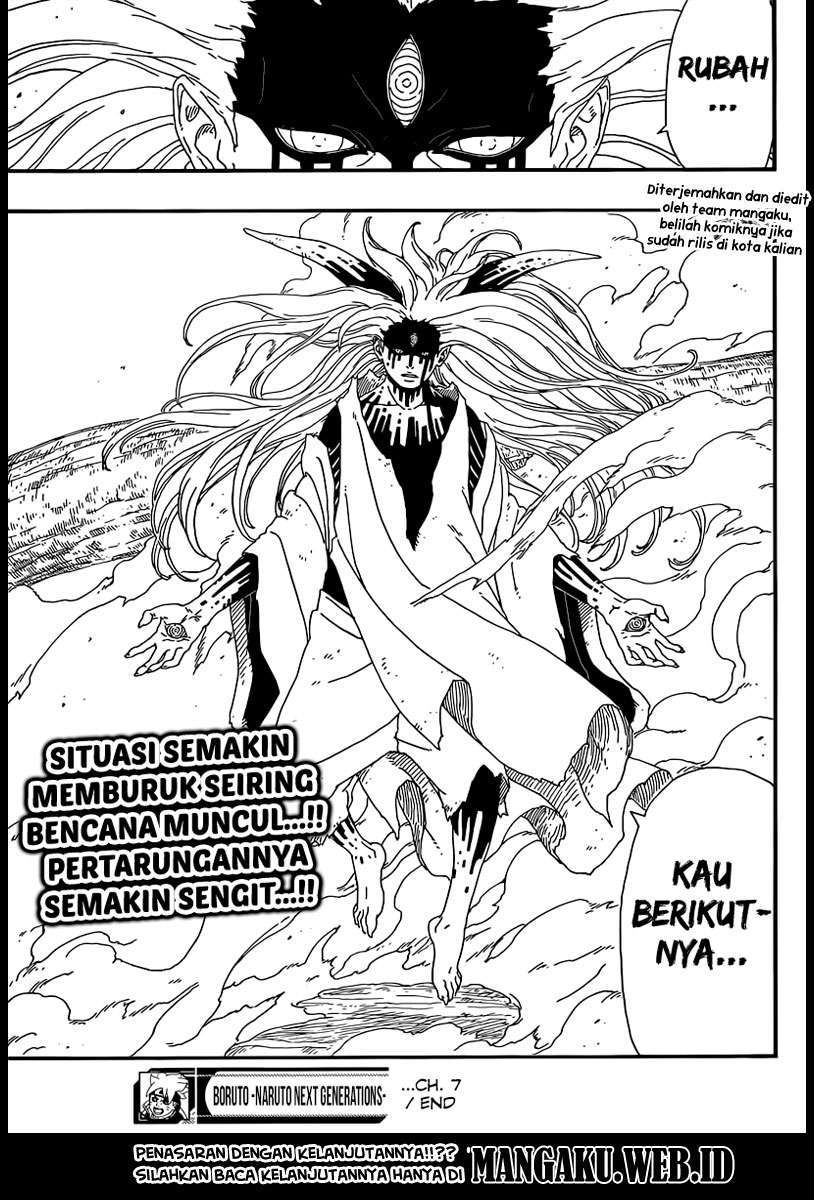 RUBAH
...
Diterjemahkan dan diedit
oleh team mangaku,
belilah komiknya jika
sudah rilis di kota kalian
SITUASI SEMAKIN
MEMBURUK SEIRING
BENCANA MUNCUL...!!
PERTARUNGANNYA
SEMAKIN SENGIT...!!
KAU
BERIKUT-
NYA...
BORUTO -NARUTO NEXT GENERATIONS-
...CH. 7
/ END
PENASARAN DENGAN KELANJUTANNYA!!??
SILAHKAN BACA KELANJUTANNYA HANYA DI
MANGAKU.WEB.ID